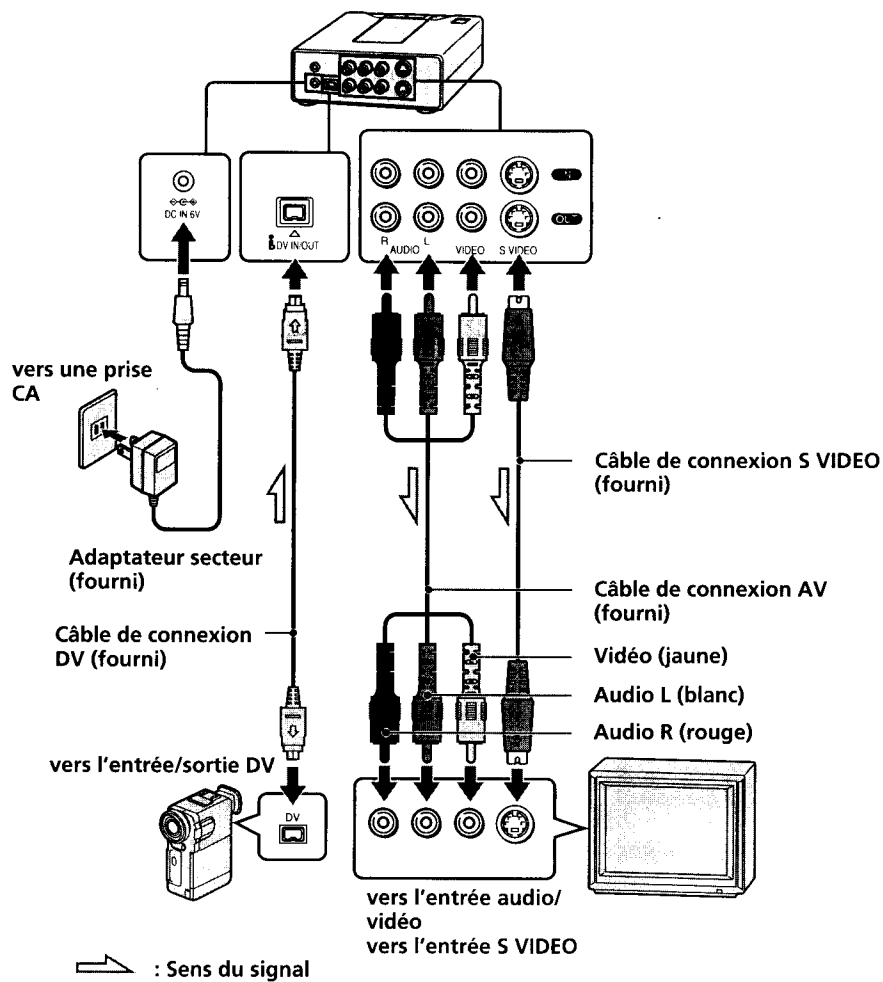 DC IN 6V
DV IN/OUT
R
L
AUDIO
VIDEO
S VIDEO
IN
OUT
vers une prise
CA
Adaptateur secteur
(fourni)
Câble de connexion
DV (fourni)
vers l'entrée/sortie DV
DV
Câble de connexion S VIDEO
(fourni)
Câble de connexion AV
(fourni)
Vidéo (jaune)
Audio L (blanc)
Audio R (rouge)
vers l'entrée audio/
vidéo
vers l'entrée S VIDEO
: Sens du signal